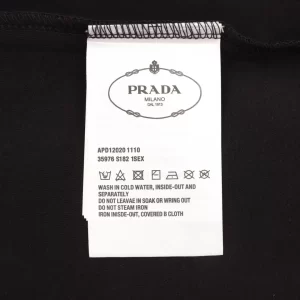 PRADA
MILANO
DAL 1913
APD12020 1110
35976 S182 1SEX
WASH IN COLD WATER, INSIDE-OUT AND
SEPARATELY
DO NOT LEAVAE IN SOAK OR WRING OUT
DO NOT STEAM IRON
IRON INISDE-OUT, COVERED B CLOTH